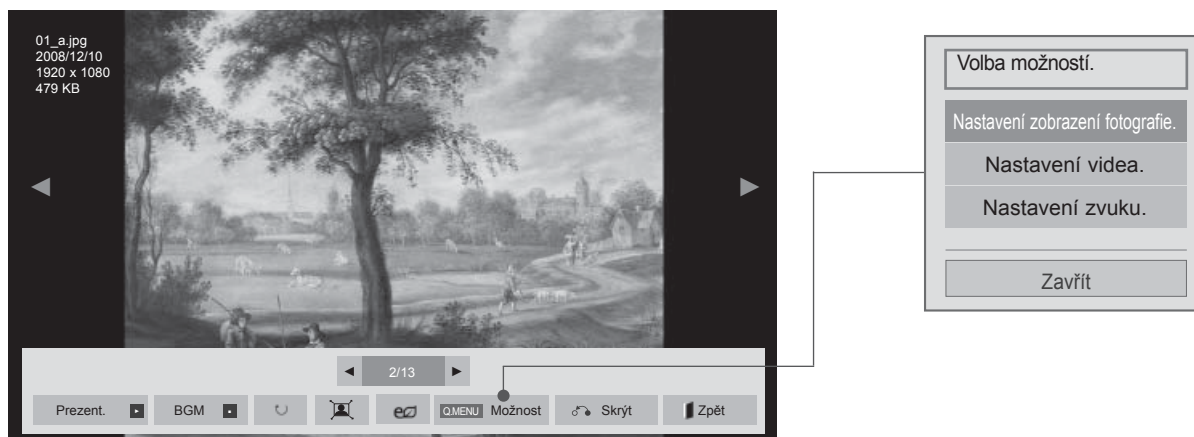 01_a.jpg
2008/12/10
1920 x 1080
479 KB
2/13
Prezent.
BGM
Q.MENU Možnost
Skrýt
Zpět
Volba možností.
Nastavení zobrazení fotografie.
Nastavení videa.
Nastavení zvuku.
Zavřít